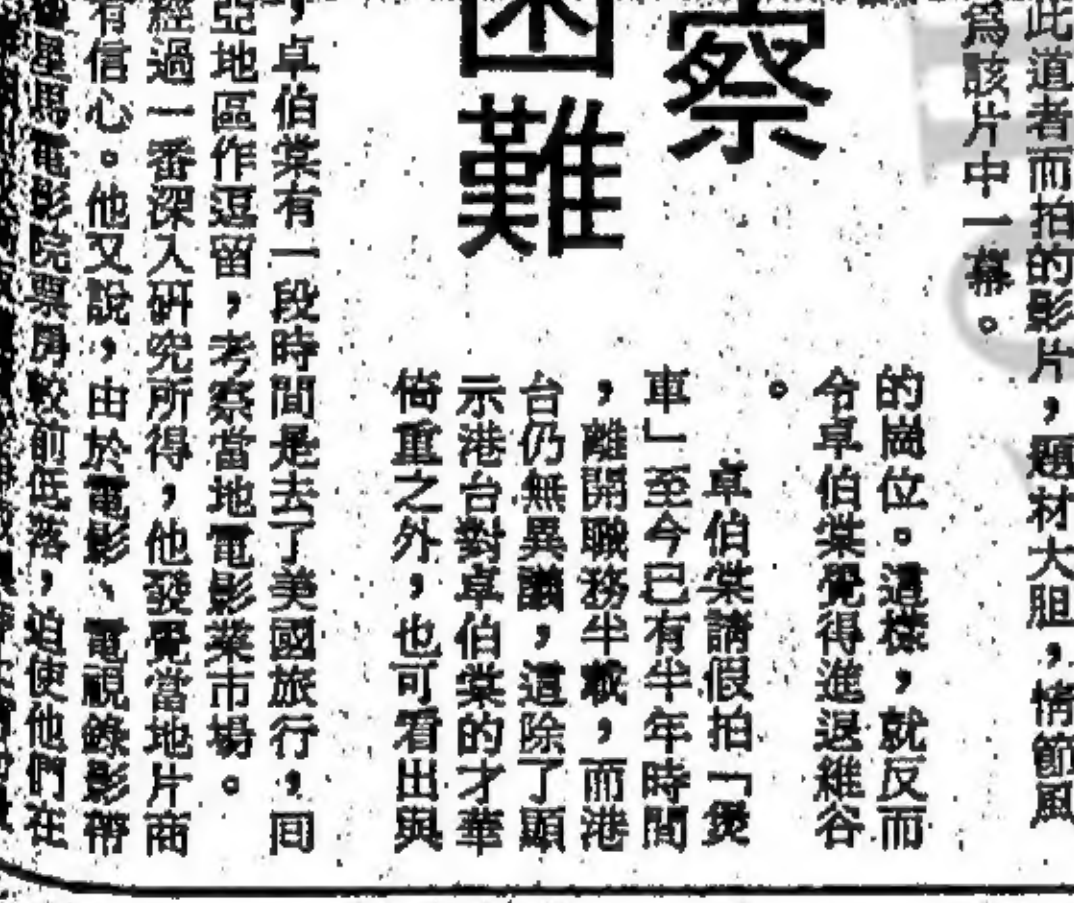 此道者而拍的影片，題材大胆，情節風
爲該片中一幕。
察
困難
的崗位。這樣，就反而
令卓伯棠覺得進退維谷
。
卓伯棠請假拍「煲
車」至今已有半年時間
，離開職務半載，而港
台仍無異議，這除了顯
示港台對卓伯棠的才華
倚重之外，也可看出與
，卓伯棠有一段時間是去了美國旅行，回
亞地區作逗留，考察當地電影業市場。
經過一番深入研究所得，他發覺當地片商
有信心。他又說，由於電影、電視錄影帶
電影院票房較前低落，迫使他們在